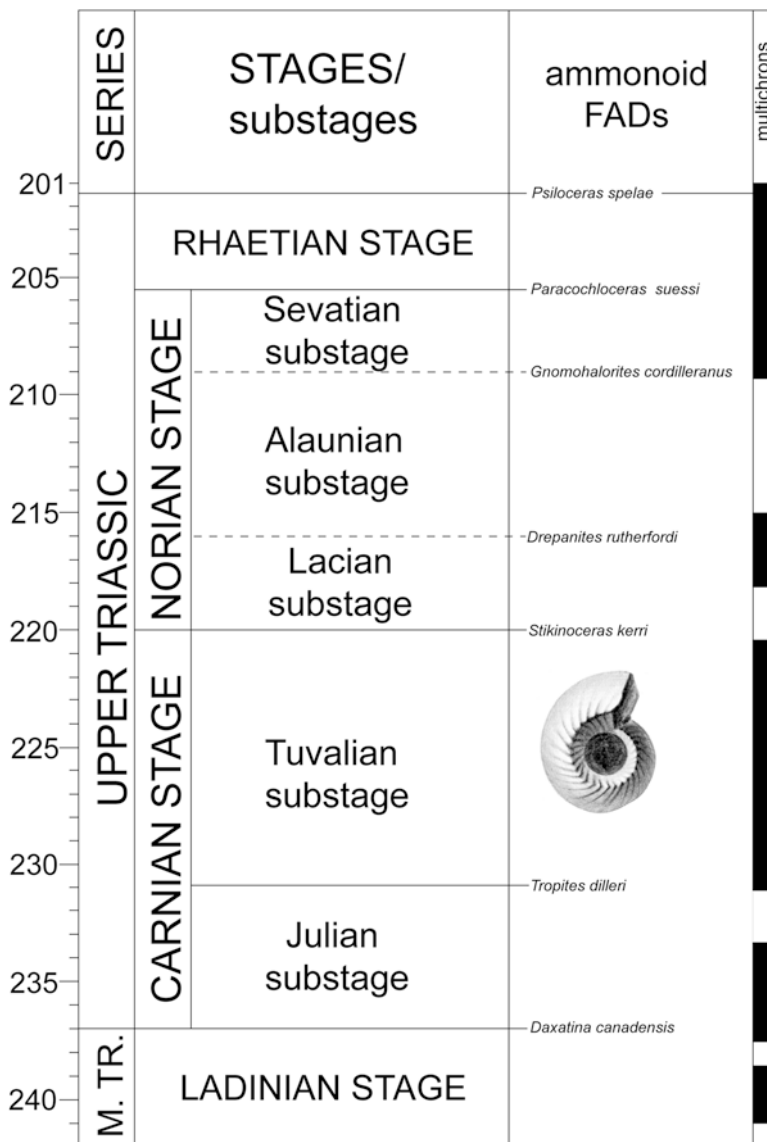 SERIES
STAGES/
substages
ammonoid
FADs
multichrons
201
Psiloceras spelae
RHAETIAN STAGE
205
Paracochloceras suessi
UPPER TRIASSIC
NORIAN STAGE
Sevatian
substage
Gnomohalorites cordilleranus
210
Alaunian
substage
215
Drepanites rutherfordi
Lacian
substage
220
Stikinoceras kerri
CARNIAN STAGE
Tuvalian
substage
225
230
Tropites dilleri
Julian
substage
235
Daxatina canadensis
M. TR.
LADINIAN STAGE
240